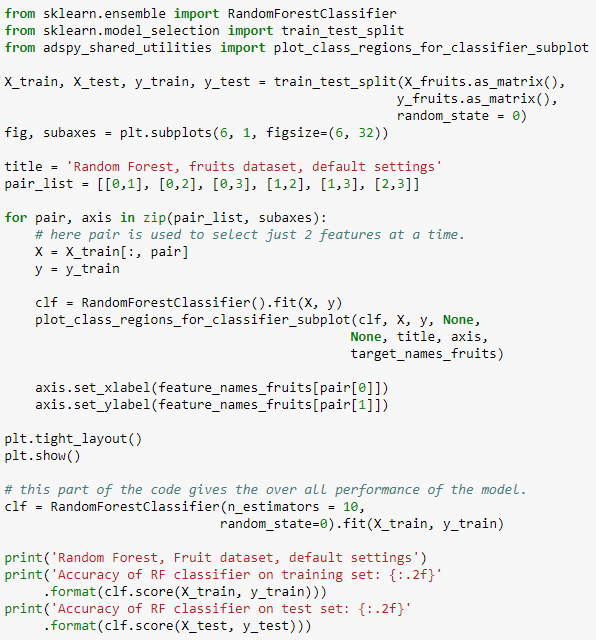 from sklearn.ensemble import RandomForestClassifier
from sklearn.model_selection import train_test_split
from adspy_shared_utilities import plot_class_regions_for_classifier_subplot

X_train, X_test, y_train, y_test = train_test_split(X_fruits.as_matrix(),
                                                   y_fruits.as_matrix(),
                                                   random_state = 0)
fig, subaxes = plt.subplots(6, 1, figsize=(6, 32))

title = 'Random Forest, fruits dataset, default settings'
pair_list = [[0,1], [0,2], [0,3], [1,2], [1,3], [2,3]]

for pair, axis in zip(pair_list, subaxes):
    # here pair is used to select just 2 features at a time.
    X = X_train[:, pair]
    y = y_train

    clf = RandomForestClassifier().fit(X, y)
    plot_class_regions_for_classifier_subplot(clf, X, y, None,
                                             None, title, axis,
                                             target_names_fruits)

    axis.set_xlabel(feature_names_fruits[pair[0]])
    axis.set_ylabel(feature_names_fruits[pair[1]])

plt.tight_layout()
plt.show()

# this part of the code gives the over all performance of the model.
clf = RandomForestClassifier(n_estimators = 10,
                            random_state=0).fit(X_train, y_train)

print('Random Forest, Fruit dataset, default settings')
print('Accuracy of RF classifier on training set: {:.2f}'
     .format(clf.score(X_train, y_train)))
print('Accuracy of RF classifier on test set: {:.2f}'
     .format(clf.score(X_test, y_test)))